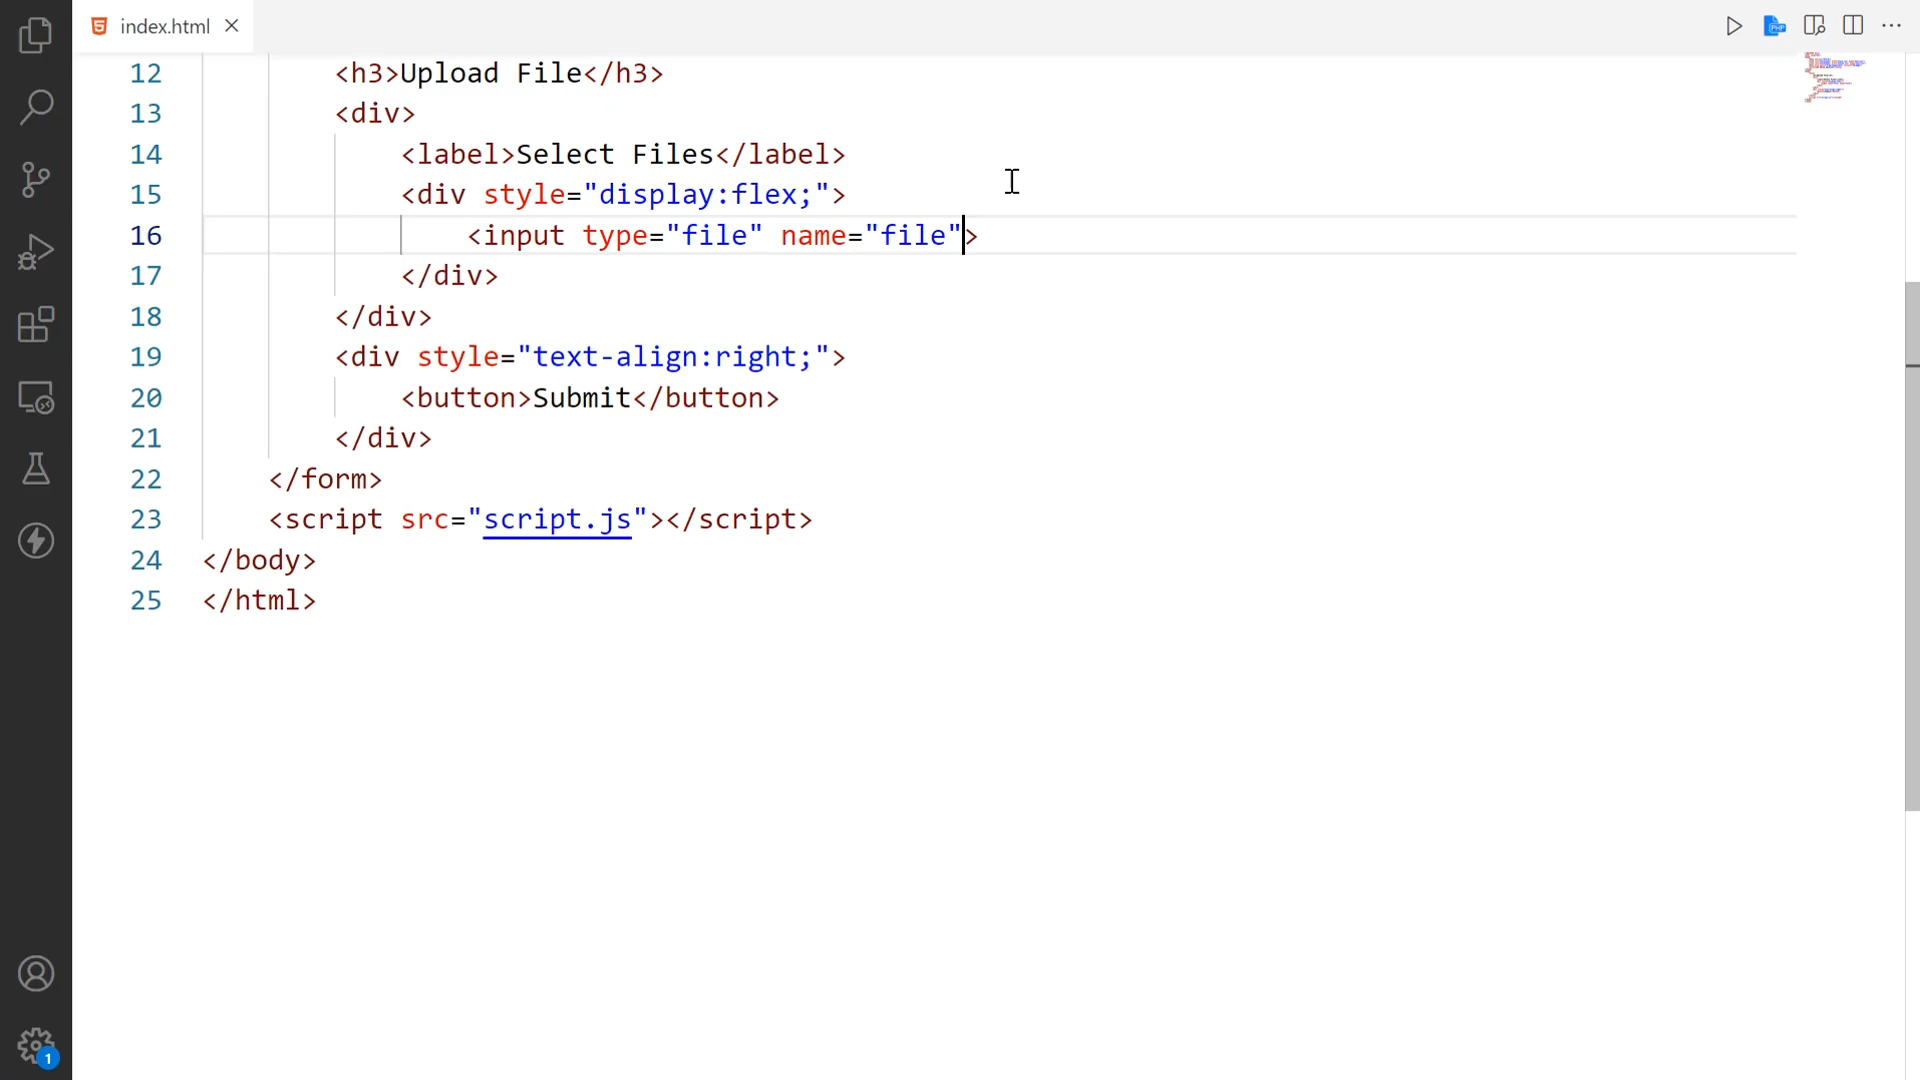 index.html
12 <h3>Upload File</h3>
13 <div>
14 <label>Select Files</label>
15 <div style="display:flex;">
16 <input type="file" name="file">
17 </div>
18 </div>
19 <div style="text-align:right;">
20 <button>Submit</button>
21 </div>
22 </form>
23 <script src="script.js"></script>
24 </body>
25 </html>
1